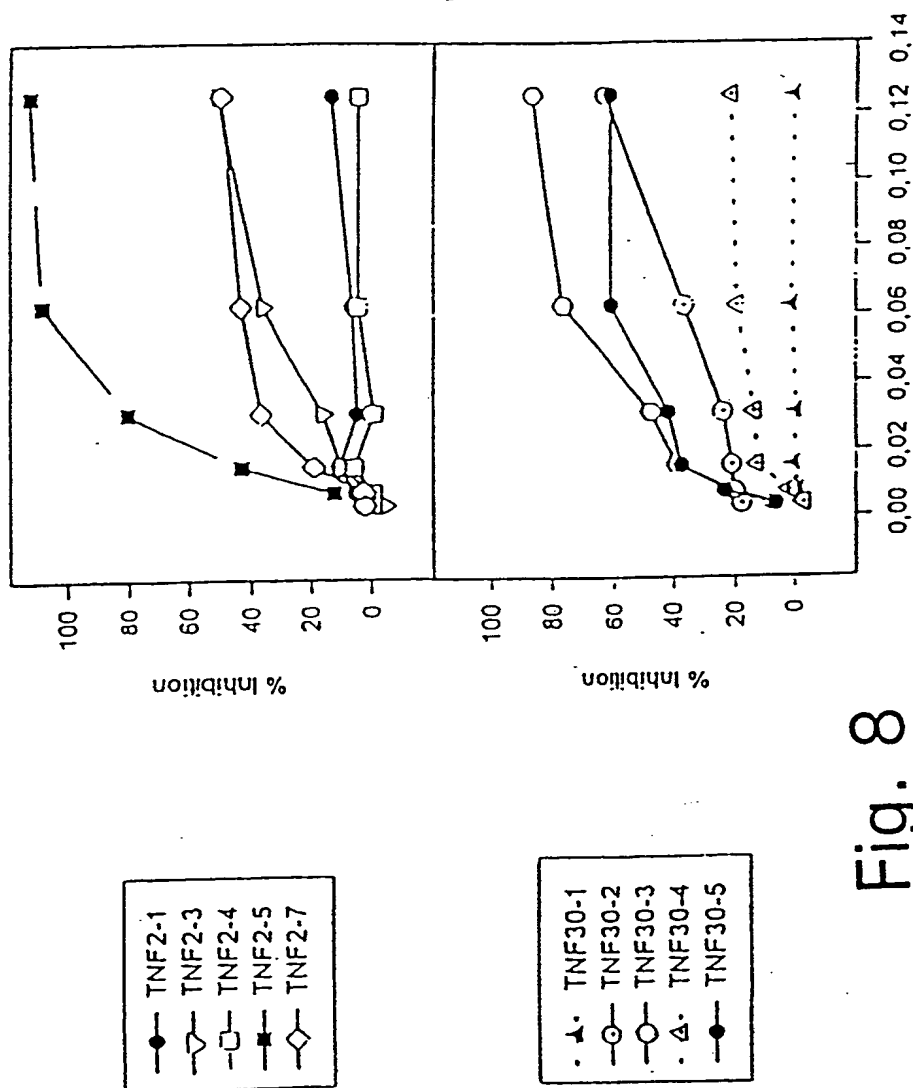 TNF2-1
TNF2-3
TNF2-4
TNF2-5
TNF2-7
% Inhibition
100
80
60
40
20
0
TNF30-1
TNF30-2
TNF30-3
TNF30-4
TNF30-5
% Inhibition
100
80
60
40
20
0
0,00
0,02
0,04
0,06
0,08
0,10
0,12
0,14
Fig. 8